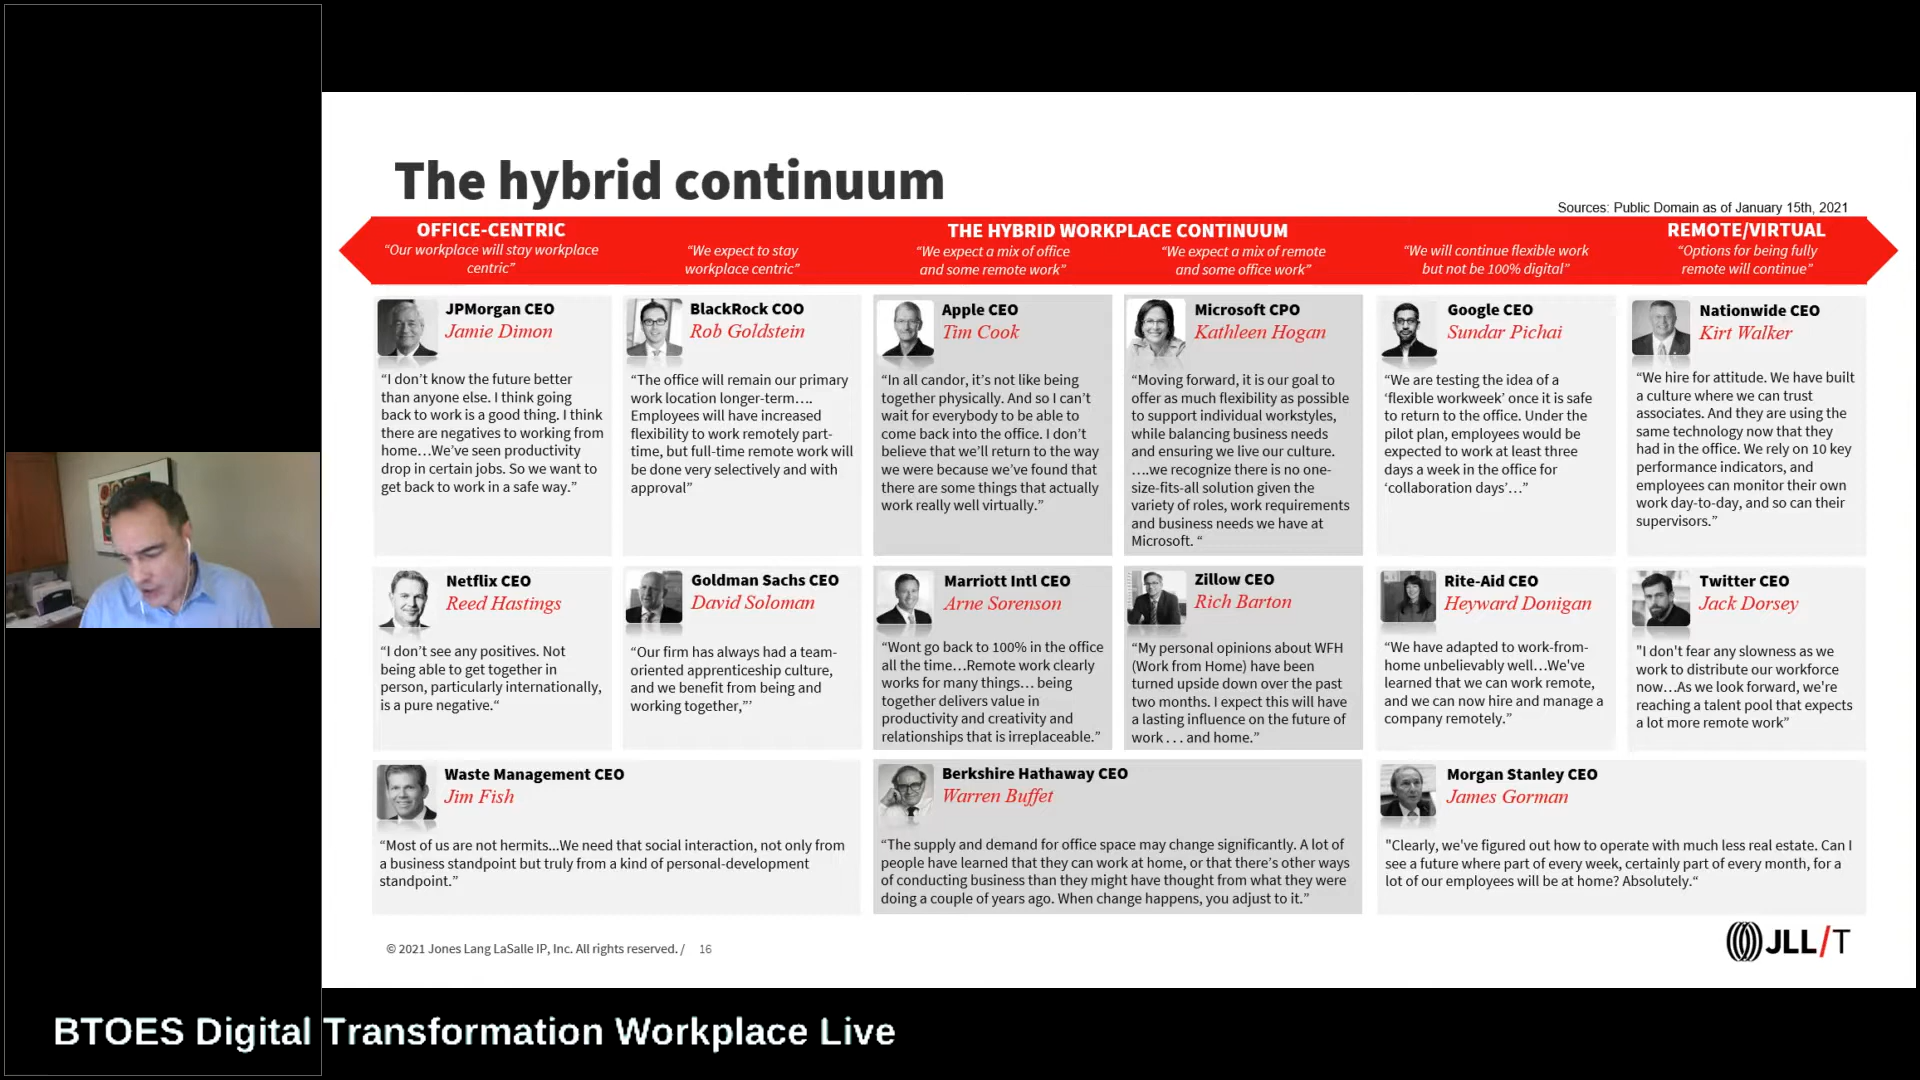 The hybrid continuum
Sources: Public Domain as of January 15th, 2021
OFFICE-CENTRIC
“Our workplace will stay workplace
centric”
“We expect to stay
workplace centric”
THE HYBRID WORKPLACE CONTINUUM
“We expect a mix of office
and some remote work”
“We expect a mix of remote
and some office work”
“We will continue flexible work
but not be 100% digital”
REMOTE/VIRTUAL
“Options for being fully
remote will continue”
JPMorgan CEO
Jamie Dimon
“I don’t know the future better
than anyone else. I think going
back to work is a good thing. I think
there are negatives to working from
home…We’ve seen productivity
drop in certain jobs. So we want to
get back to work in a safe way.”
BlackRock COO
Rob Goldstein
“The office will remain our primary
work location longer-term….
Employees will have increased
flexibility to work remotely part-
time, but full-time remote work will
be done very selectively and with
approval”
Apple CEO
Tim Cook
“In all candor, it’s not like being
together physically. And so I can’t
wait for everybody to be able to
come back into the office. I don’t
believe that we’ll return to the way
we were because we’ve found that
there are some things that actually
work really well virtually.”
Microsoft CPO
Kathleen Hogan
“Moving forward, it is our goal to
offer as much flexibility as possible
to support individual workstyles,
while balancing business needs
and ensuring we live our culture.
….we recognize there is no one-
size-fits-all solution given the
variety of roles, work requirements
and business needs we have at
Microsoft. “
Google CEO
Sundar Pichai
“We are testing the idea of a
‘flexible workweek’ once it is safe
to return to the office. Under the
pilot plan, employees would be
expected to work at least three
days a week in the office for
‘collaboration days’…”
Nationwide CEO
Kirt Walker
“We hire for attitude. We have built
a culture where we can trust
associates. And they are using the
same technology now that they
had in the office. We rely on 10 key
performance indicators, and
employees can monitor their own
work day-to-day, and so can their
supervisors.”
Netflix CEO
Reed Hastings
“I don’t see any positives. Not
being able to get together in
person, particularly internationally,
is a pure negative.“
Goldman Sachs CEO
David Soloman
“Our firm has always had a team-
oriented apprenticeship culture,
and we benefit from being and
working together,”’
Marriott Intl CEO
Arne Sorenson
“Wont go back to 100% in the office
all the time…Remote work clearly
works for many things… being
together delivers value in
productivity and creativity and
relationships that is irreplaceable.”
Zillow CEO
Rich Barton
“My personal opinions about WFH
(Work from Home) have been
turned upside down over the past
two months. I expect this will have
a lasting influence on the future of
work . . . and home.”
Rite-Aid CEO
Heyward Donigan
“We have adapted to work-from-
home unbelievably well…We've
learned that we can work remote,
and we can now hire and manage a
company remotely.”
Twitter CEO
Jack Dorsey
"I don't fear any slowness as we
work to distribute our workforce
now…As we look forward, we're
reaching a talent pool that expects
a lot more remote work”
Waste Management CEO
Jim Fish
“Most of us are not hermits...We need that social interaction, not only from
a business standpoint but truly from a kind of personal-development
standpoint.”
Berkshire Hathaway CEO
Warren Buffet
“The supply and demand for office space may change significantly. A lot of
people have learned that they can work at home, or that there’s other ways
of conducting business than they might have thought from what they were
doing a couple of years ago. When change happens, you adjust to it.”
Morgan Stanley CEO
James Gorman
"Clearly, we've figured out how to operate with much less real estate. Can I
see a future where part of every week, certainly part of every month, for a
lot of our employees will be at home? Absolutely.“
© 2021 Jones Lang LaSalle IP, Inc. All rights reserved. / 16
JLL/T
BTOES Digital Transformation Workplace Live